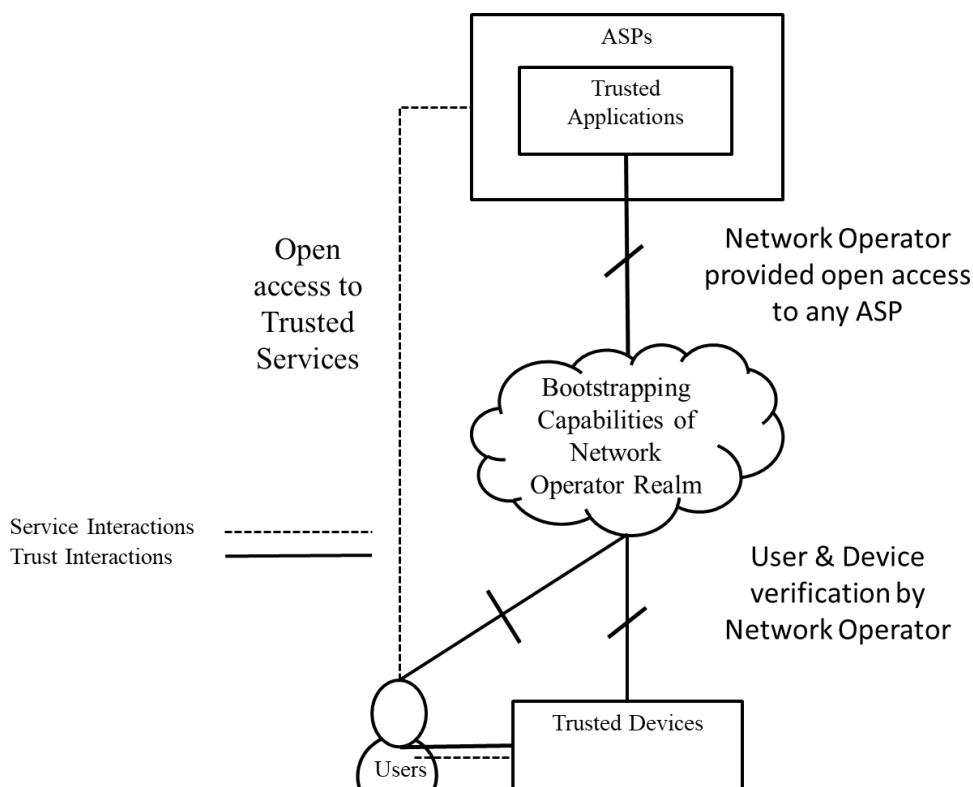 ASPs
Trusted
Applications
Open
access to
Trusted
Services
Network Operator
provided open access
to any ASP
Bootstrapping
Capabilities of
Network
Operator Realm
Service Interactions
Trust Interactions
User & Device
verification by
Network Operator
Users
Trusted Devices